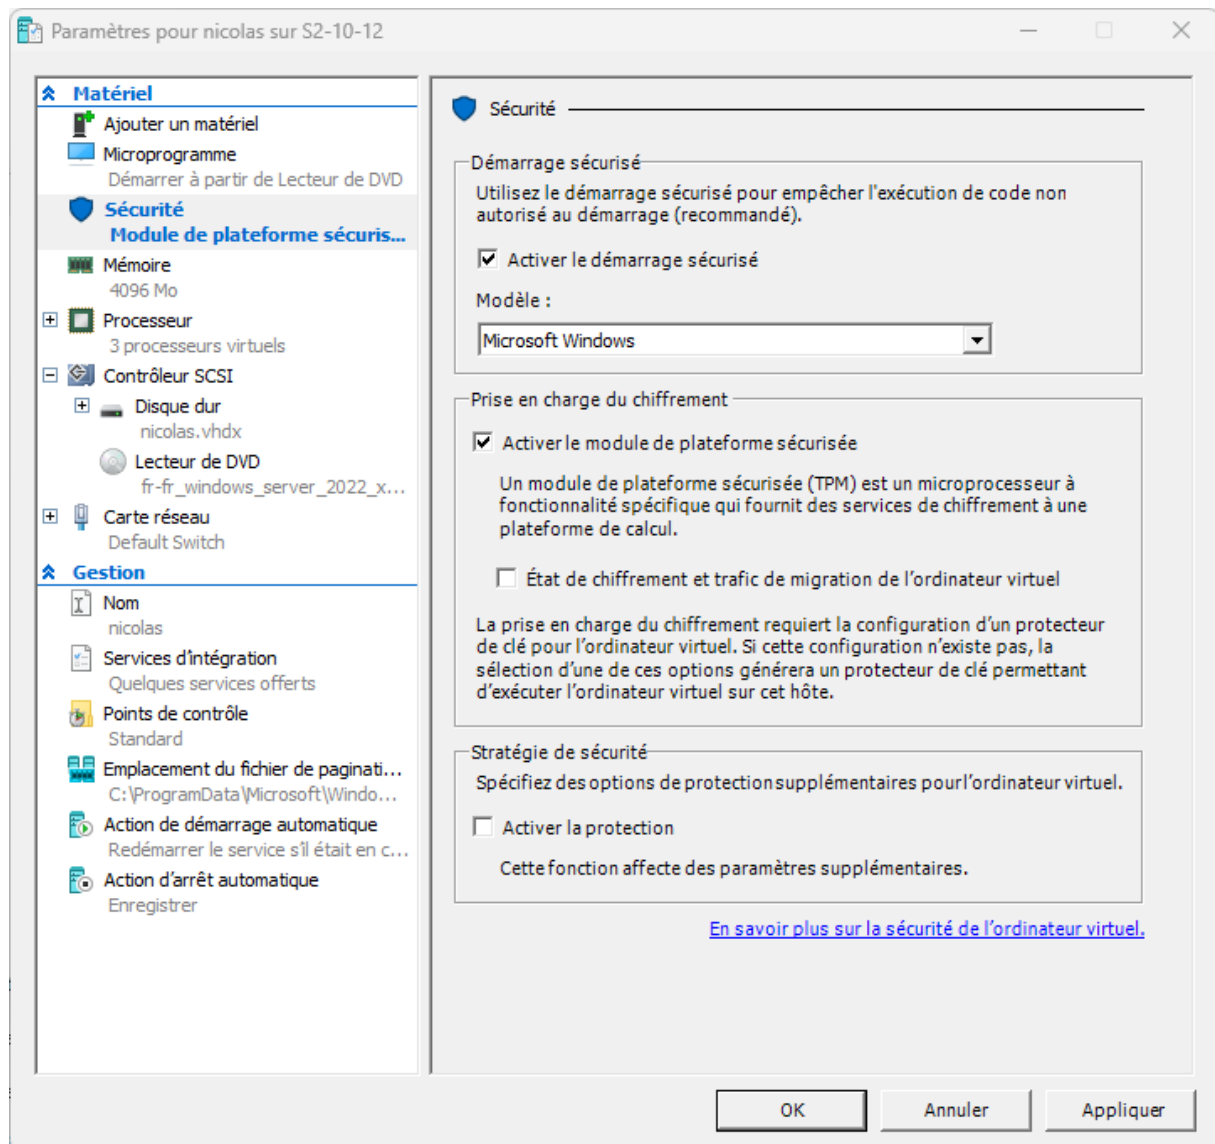 Paramètres pour nicolas sur S2-10-12
Matériel
Ajouter un matériel
Microprogramme
Démarrer à partir de Lecteur de DVD
Sécurité
Module de plateforme sécuris...
Mémoire
4096 Mo
Processeur
3 processeurs virtuels
Contrôleur SCSI
Disque dur
nicolas.vhdx
Lecteur de DVD
fr-fr_windows_server_2022_x...
Carte réseau
Default Switch
Gestion
Nom
nicolas
Services d'intégration
Quelques services offerts
Points de contrôle
Standard
Emplacement du fichier de paginati...
C:\ProgramData\Microsoft\Windo...
Action de démarrage automatique
Redémarrer le service s'il était en c...
Action d'arrêt automatique
Enregistrer
Sécurité
Démarrage sécurisé
Utilisez le démarrage sécurisé pour empêcher l'exécution de code non
autorisé au démarrage (recommandé).
Activer le démarrage sécurisé
Modèle :
Microsoft Windows
Prise en charge du chiffrement
Activer le module de plateforme sécurisée
Un module de plateforme sécurisée (TPM) est un microprocesseur à
fonctionnalité spécifique qui fournit des services de chiffrement à une
plateforme de calcul.
État de chiffrement et trafic de migration de l'ordinateur virtuel
La prise en charge du chiffrement requiert la configuration d'un protecteur
de clé pour l'ordinateur virtuel. Si cette configuration n'existe pas, la
sélection d'une de ces options générera un protecteur de clé permettant
d'exécuter l'ordinateur virtuel sur cet hôte.
Stratégie de sécurité
Spécifiez des options de protection supplémentaires pour l'ordinateur virtuel.
Activer la protection
Cette fonction affecte des paramètres supplémentaires.
En savoir plus sur la sécurité de l'ordinateur virtuel.
OK
Annuler
Appliquer